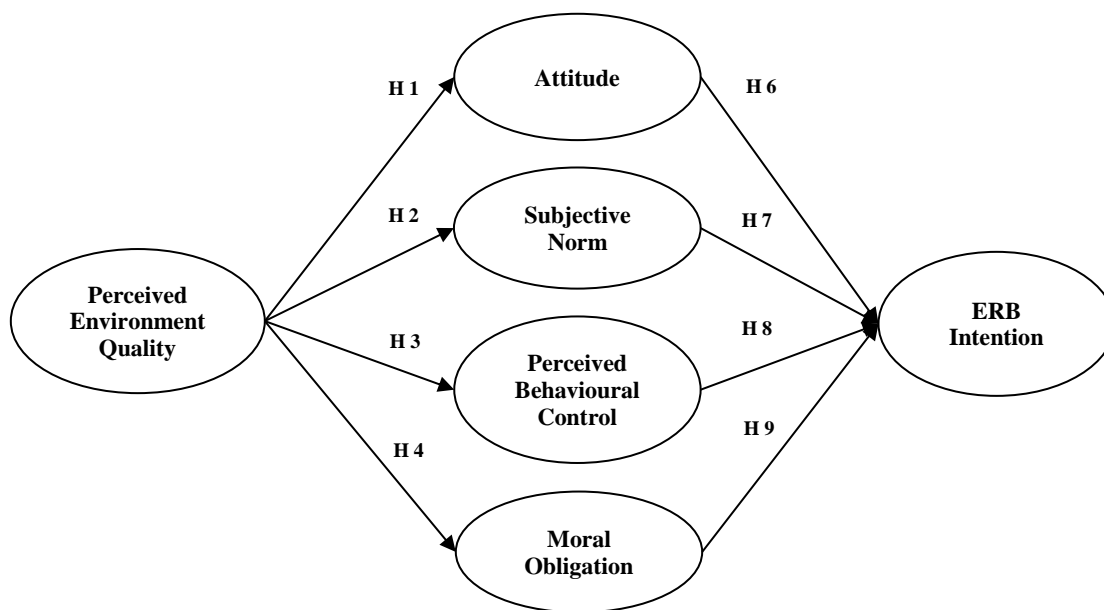 H 1
Attitude
H 6
H 2
Subjective
Norm
H 7
Perceived
Environment
Quality
H 3
Perceived
Behavioural
Control
H 8
ERB
Intention
H 4
Moral
Obligation
H 9